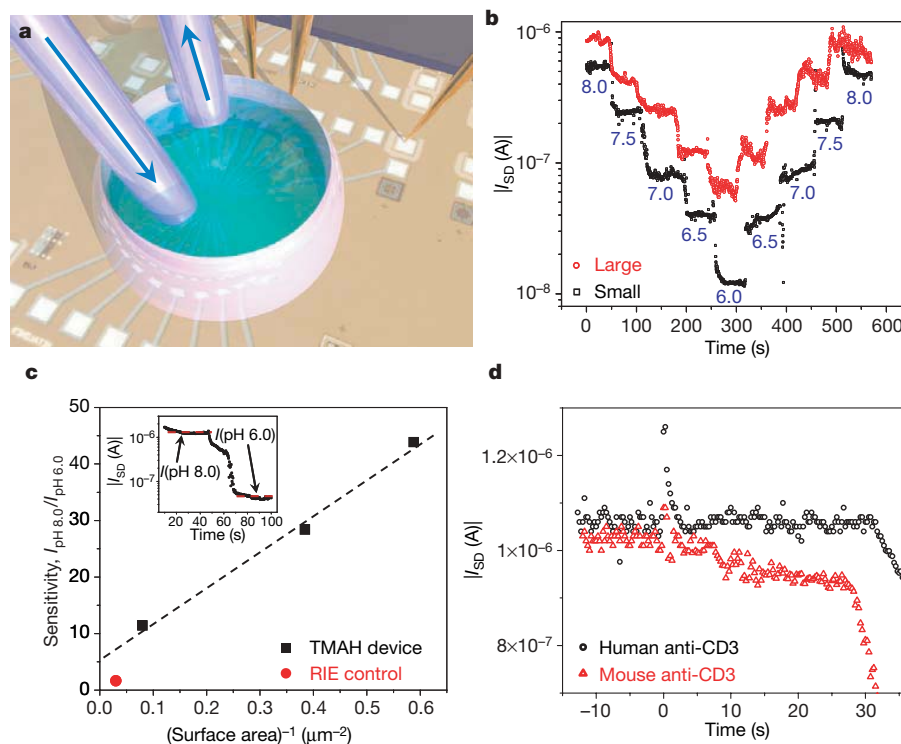 a
b
|I_SD (A)|
10⁻⁶
10⁻⁷
10⁻⁸
8.0
7.5
7.0
6.5
6.0
6.5
7.0
7.5
8.0
Large
Small
0 100 200 300 400 500 600
Time (s)
c
Sensitivity, I_pH 8.0/I_pH 6.0
50
40
30
20
10
0
|I_SD (A)|
10⁻⁶
10⁻⁷
I(pH 8.0)
I(pH 6.0)
20 40 60 80 100
Time (s)
TMAH device
RIE control
0.0 0.1 0.2 0.3 0.4 0.5 0.6
(Surface area)⁻¹ (μm⁻²)
d
|I_SD (A)|
1.2×10⁻⁶
1×10⁻⁶
8×10⁻⁷
Human anti-CD3
Mouse anti-CD3
−10 0 10 20 30
Time (s)